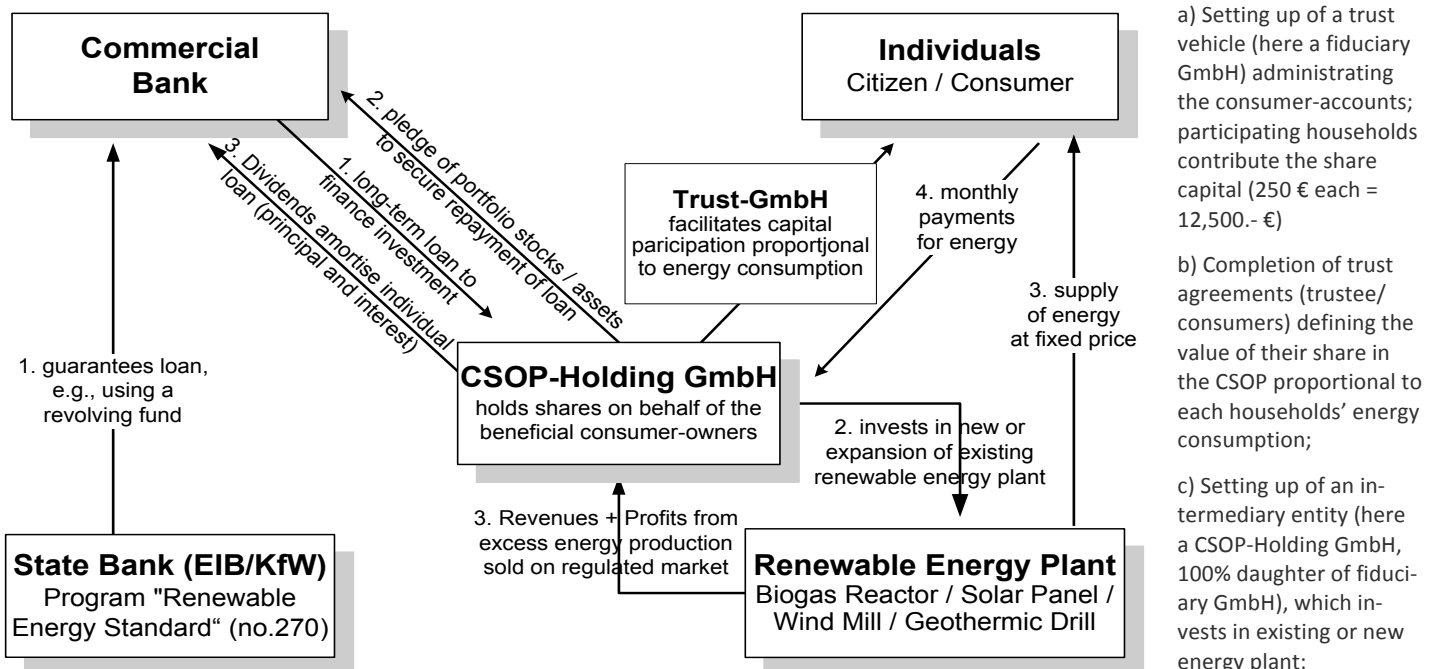 Commercial
Bank
Individuals
Citizen / Consumer
2. pledge of portfolio stocks / assets
to secure repayment of loan
1. long-term loan to
finance investment
3. Dividends amortise individual
loan (principal and interest)
Trust-GmbH
facilitates capital
paricipation proportjonal
to energy consumption
4. monthly
payments
for energy
3. supply
of energy
at fixed price
1. guarantees loan,
e.g., using a
revolving fund
CSOP-Holding GmbH
holds shares on behalf of the
beneficial consumer-owners
2. invests in new or
expansion of existing
renewable energy plant
3. Revenues + Profits from
excess energy production
sold on regulated market
State Bank (EIB/KfW)
Program "Renewable
Energy Standard“ (no.270)
Renewable Energy Plant
Biogas Reactor / Solar Panel /
Wind Mill / Geothermic Drill
a) Setting up of a trust
vehicle (here a fiduciary
GmbH) administrating
the consumer-accounts;
participating households
contribute the share
capital (250 € each =
12,500.- €)
b) Completion of trust
agreements (trustee/
consumers) defining the
value of their share in
the CSOP proportional to
each households’ energy
consumption;
c) Setting up of an in-
termediary entity (here
a CSOP-Holding GmbH,
100% daughter of fiduci-
ary GmbH), which in-
vests in existing or new
energy plant;